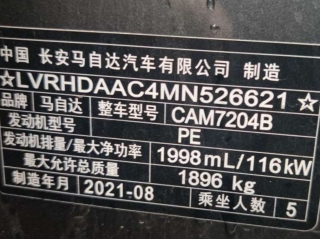 中国 长安马自达汽车有限公司 制造
☆LVRHDAAC4MN526621☆
品牌 马自达 整车型号 CAM7204B
发动机型号 PE
发动机排量/最大净功率 1998mL/116kW
最大允许总质量 1896 kg
制造年月 2021-08 乘坐人数 5